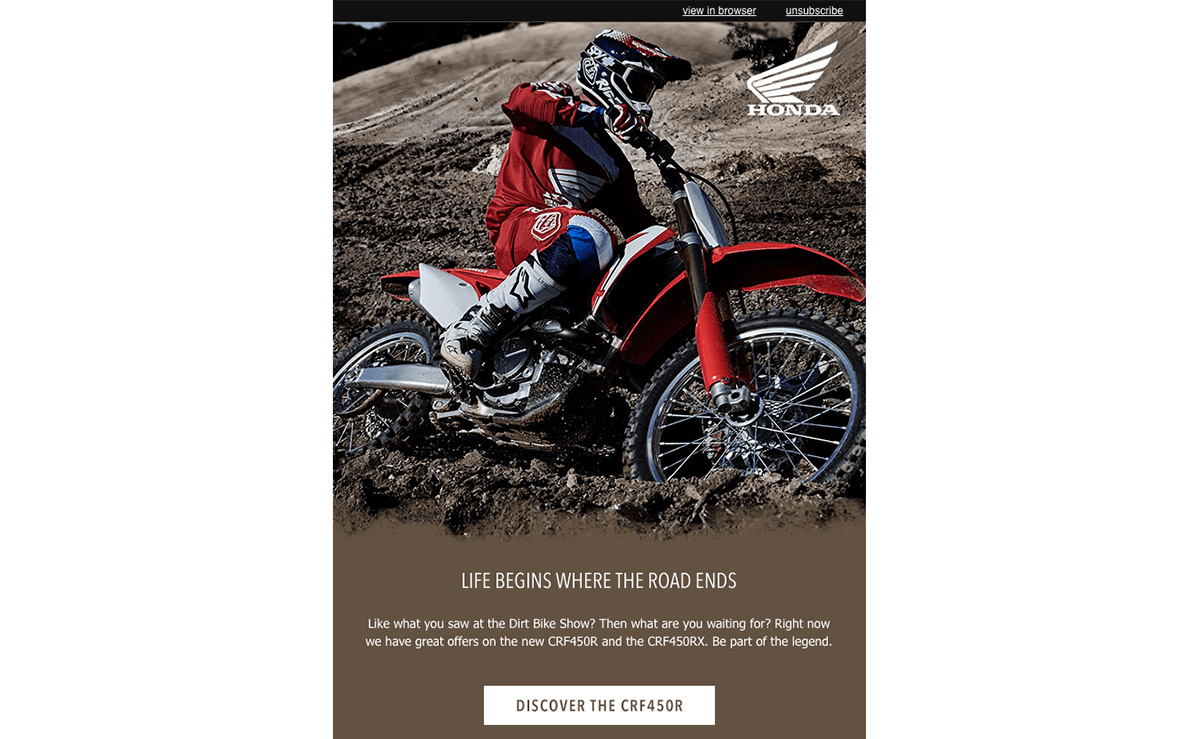 view in browser unsubscribe
HONDA
LIFE BEGINS WHERE THE ROAD ENDS
Like what you saw at the Dirt Bike Show? Then what are you waiting for? Right now
we have great offers on the new CRF450R and the CRF450RX. Be part of the legend.
DISCOVER THE CRF450R